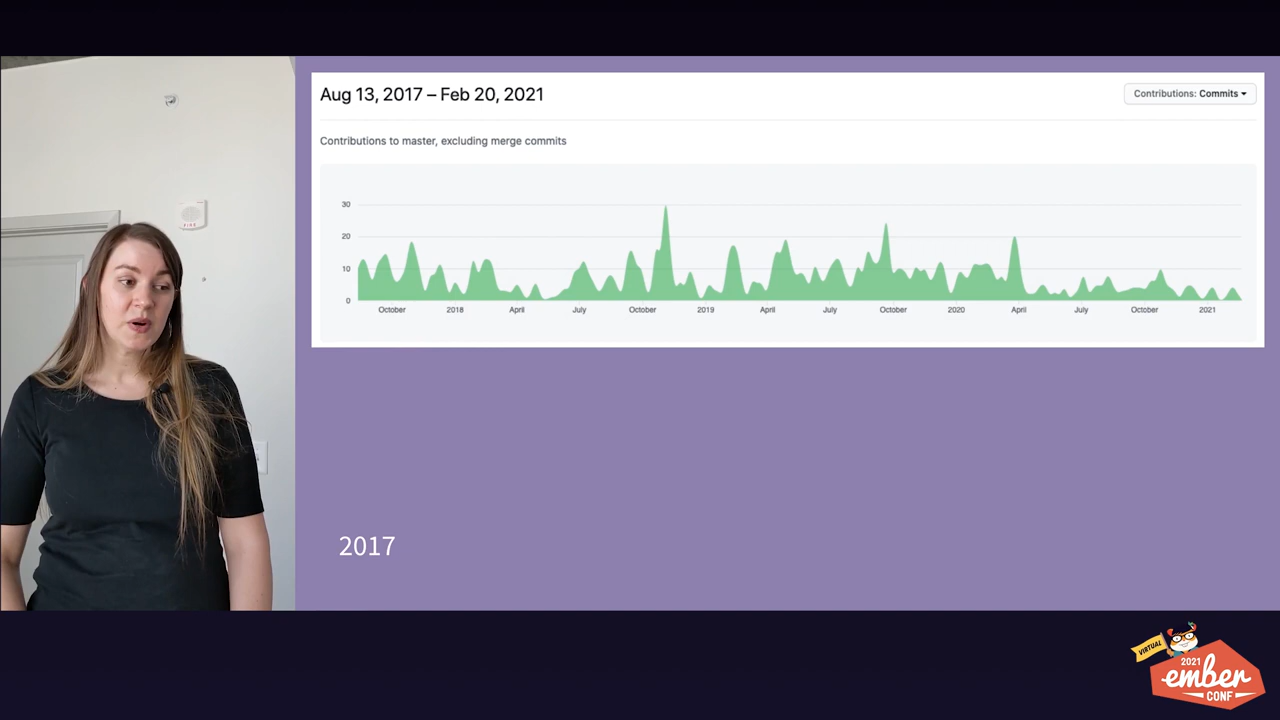 Aug 13, 2017 – Feb 20, 2021
Contributions: Commits
Contributions to master, excluding merge commits
30
20
10
0
October 2018 April July October 2019 April July October 2020 April July October 2021
FIRE
2017
VIRTUAL
2021
ember
CONF